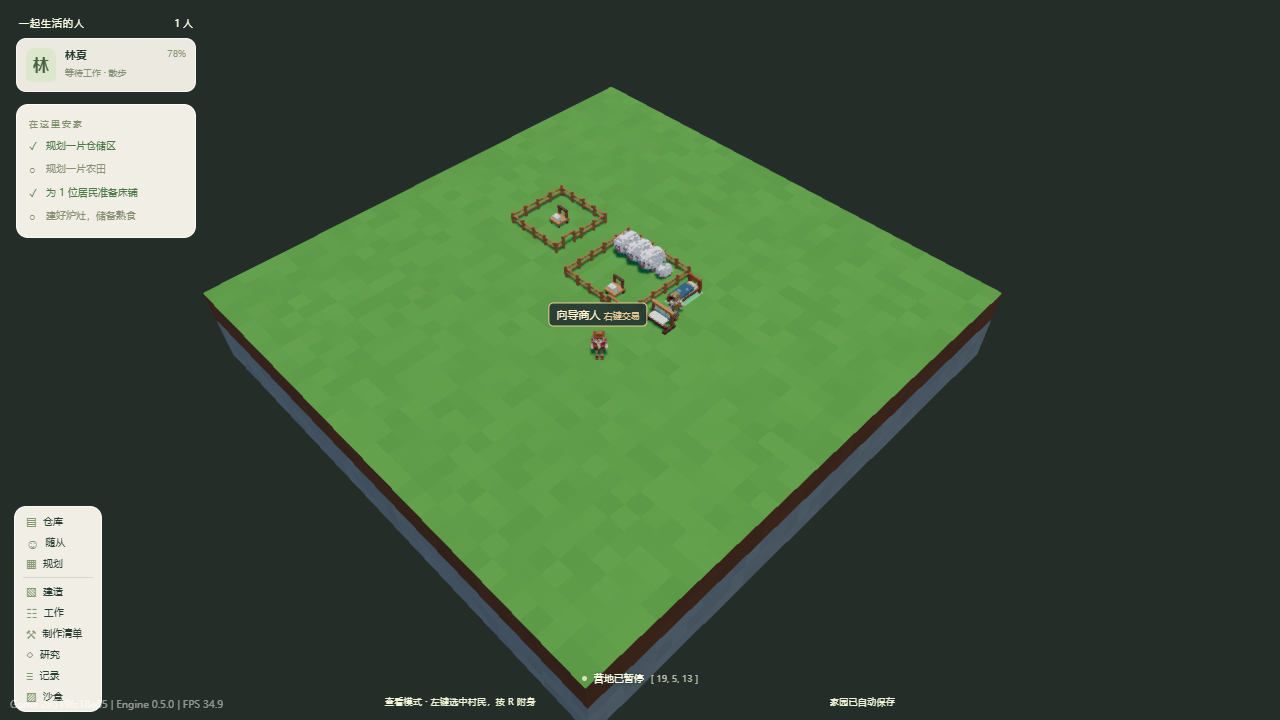 一起生活的人 1 人
林
林夏 78%
等待工作 · 散步
在这里安家
✓ 规划一片仓储区
○ 规划一片农田
✓ 为 1 位居民准备床铺
○ 建好炉灶，储备熟食
向导商人 右键交易
仓库
随从
规划
建造
工作
制作清单
研究
记录
沙盒
| Engine 0.5.0 | FPS 34.9
营地已暂停 [ 19, 5, 13 ]
查看模式 · 左键选中村民，按 R 附身
家园已自动保存